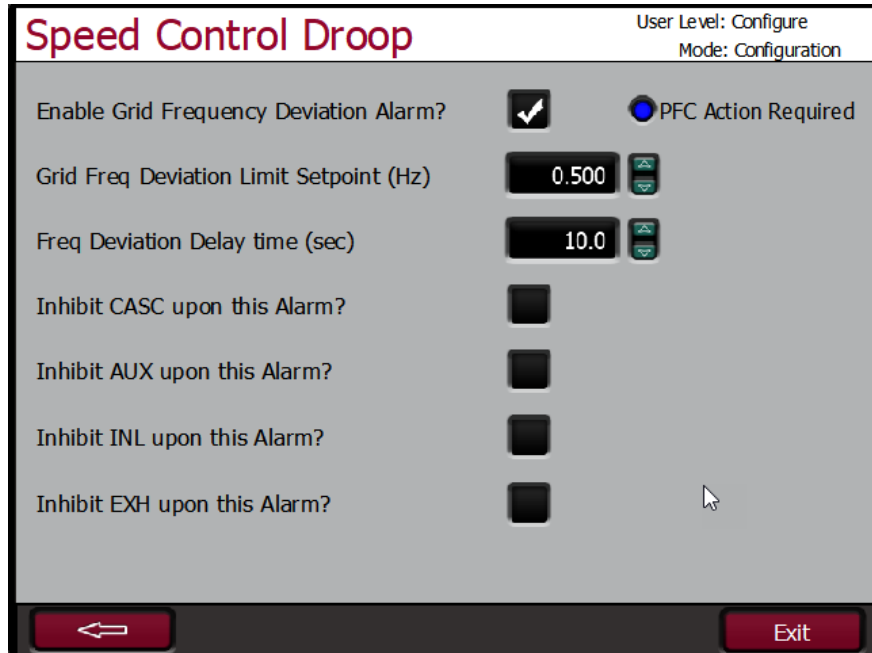 Speed Control Droop
User Level: Configure
Mode: Configuration
Enable Grid Frequency Deviation Alarm?
PFC Action Required
Grid Freq Deviation Limit Setpoint (Hz)
0.500
Freq Deviation Delay time (sec)
10.0
Inhibit CASC upon this Alarm?
Inhibit AUX upon this Alarm?
Inhibit INL upon this Alarm?
Inhibit EXH upon this Alarm?
Exit